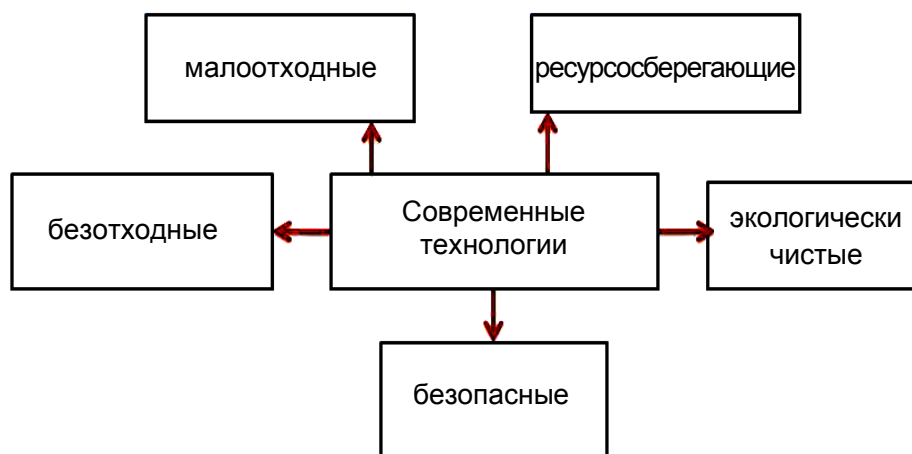 малоотходные
ресурсосберегающие
безотходные
Современные
технологии
экологически
чистые
безопасные